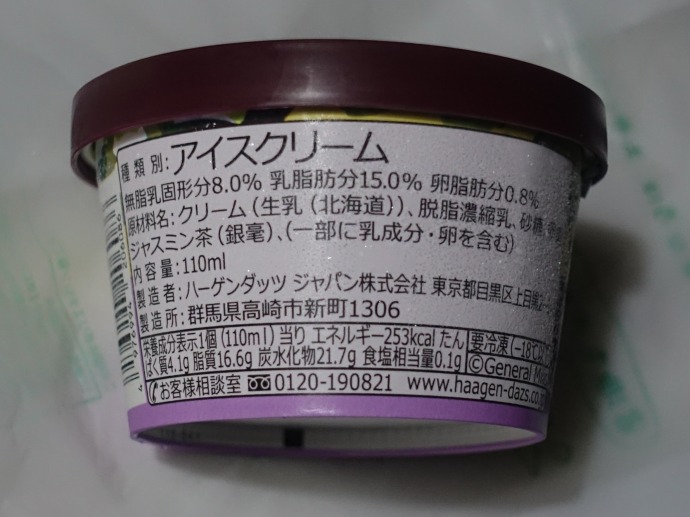 種類別:アイスクリーム
無脂乳固形分8.0% 乳脂肪分15.0% 卵脂肪分0.8%
原材料名:クリーム(生乳(北海道))、脱脂濃縮乳、砂糖、
ジャスミン茶(銀毫)、(一部に乳成分・卵を含む)
内容量:110ml
製造者:ハーゲンダッツ ジャパン株式会社 東京都目黒区上目黒
製造所:群馬県高崎市新町1306
栄養成分表示1個(110ml)当り エネルギー253kcal たん
ぱく質4.1g 脂質16.6g 炭水化物21.7g 食塩相当量0.1g
要冷凍(-18℃
©General
お客様相談室 0120-190821 www.haagen-dazs.co.